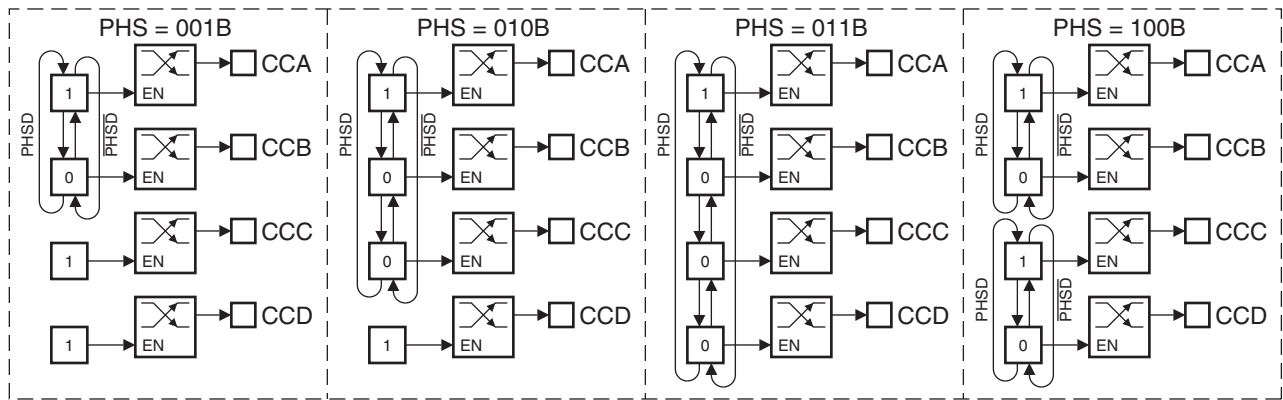 PHS = 001B
PHSD
PHSD
1
EN
CCA
0
EN
CCB
1
EN
CCC
1
EN
CCD
PHS = 010B
PHSD
PHSD
1
EN
CCA
0
EN
CCB
0
EN
CCC
1
EN
CCD
PHS = 011B
PHSD
PHSD
1
EN
CCA
0
EN
CCB
0
EN
CCC
0
EN
CCD
PHS = 100B
PHSD
PHSD
1
EN
CCA
0
EN
CCB
PHSD
PHSD
1
EN
CCC
0
EN
CCD